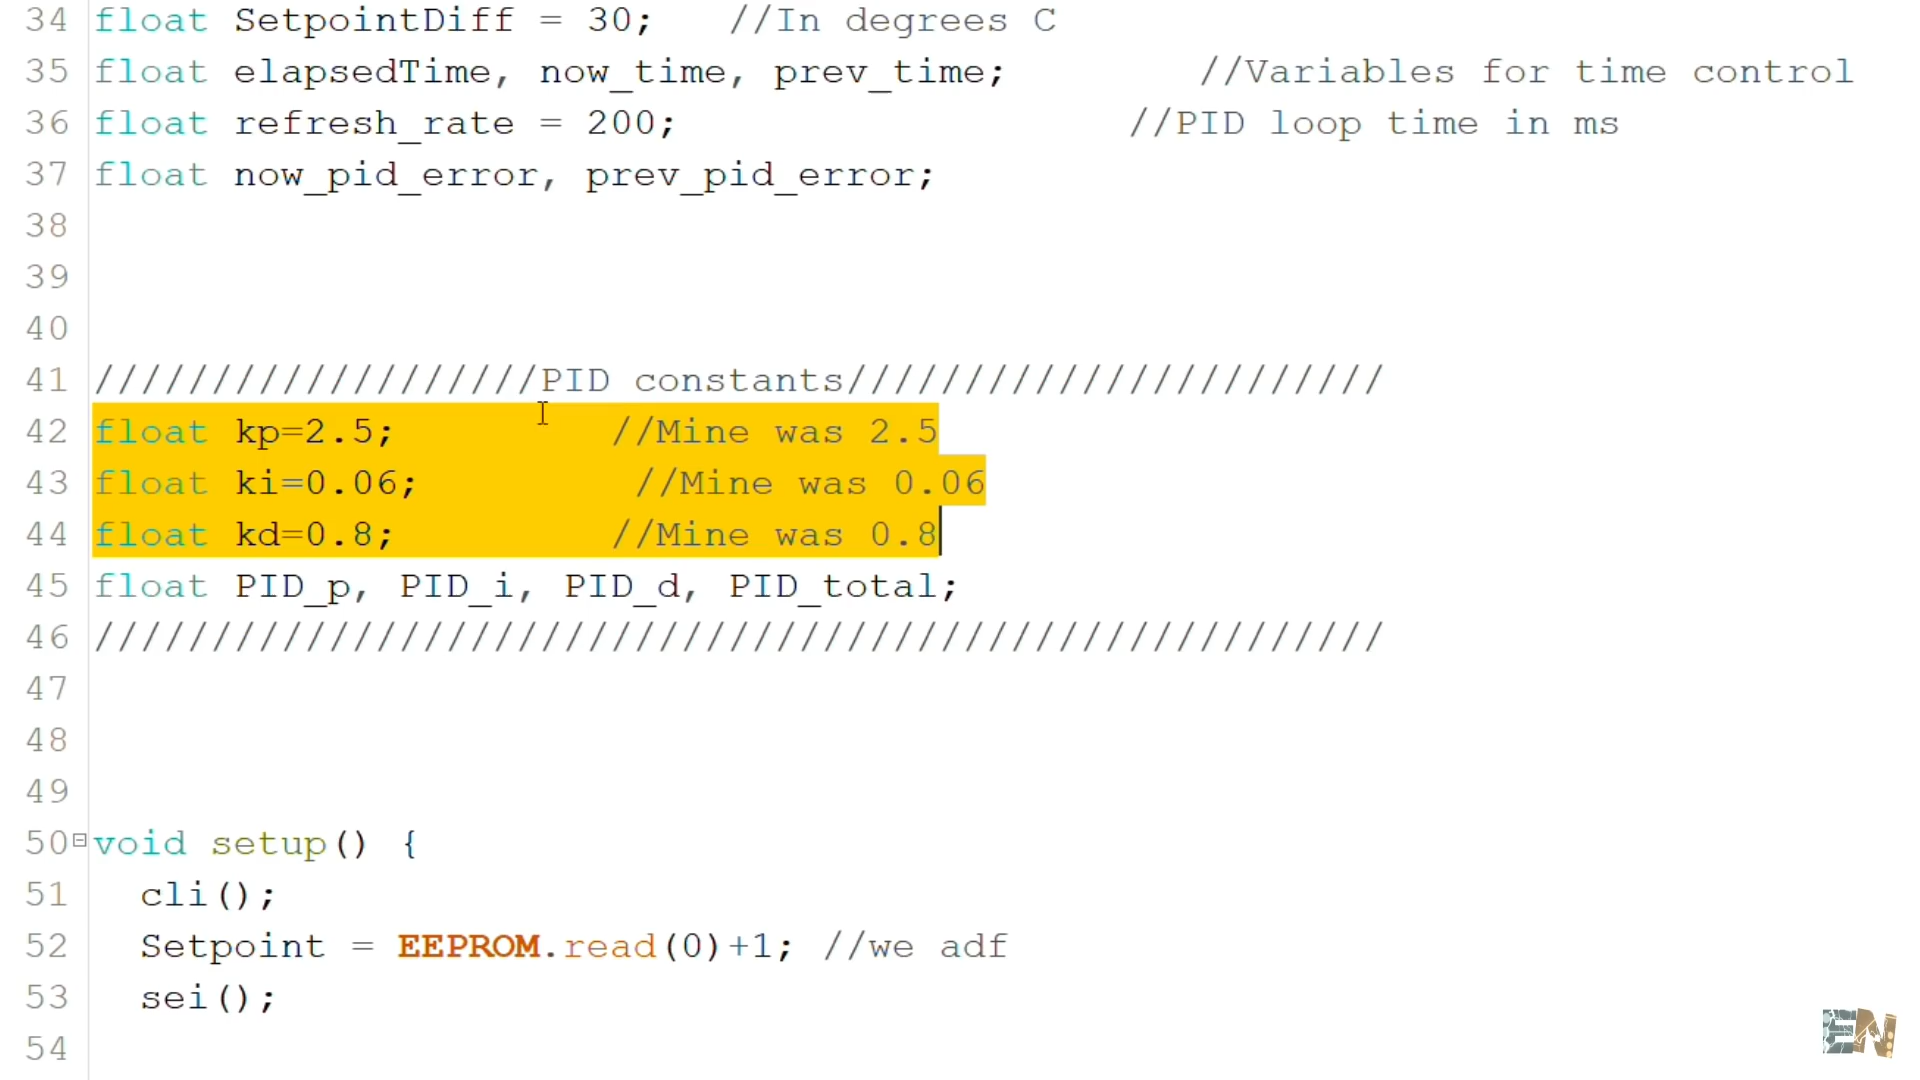 34 float SetpointDiff = 30;   //In degrees C
35 float elapsedTime, now_time, prev_time;        //Variables for time control
36 float refresh_rate = 200;                   //PID loop time in ms
37 float now_pid_error, prev_pid_error;
38
39
40
41 ///////////////////PID constants///////////////////////
42 float kp=2.5;         //Mine was 2.5
43 float ki=0.06;         //Mine was 0.06
44 float kd=0.8;         //Mine was 0.8
45 float PID_p, PID_i, PID_d, PID_total;
46 ///////////////////////////////////////////////////////
47
48
49
50 void setup() {
51   cli();
52   Setpoint = EEPROM.read(0)+1; //we adf
53   sei();
54
EN